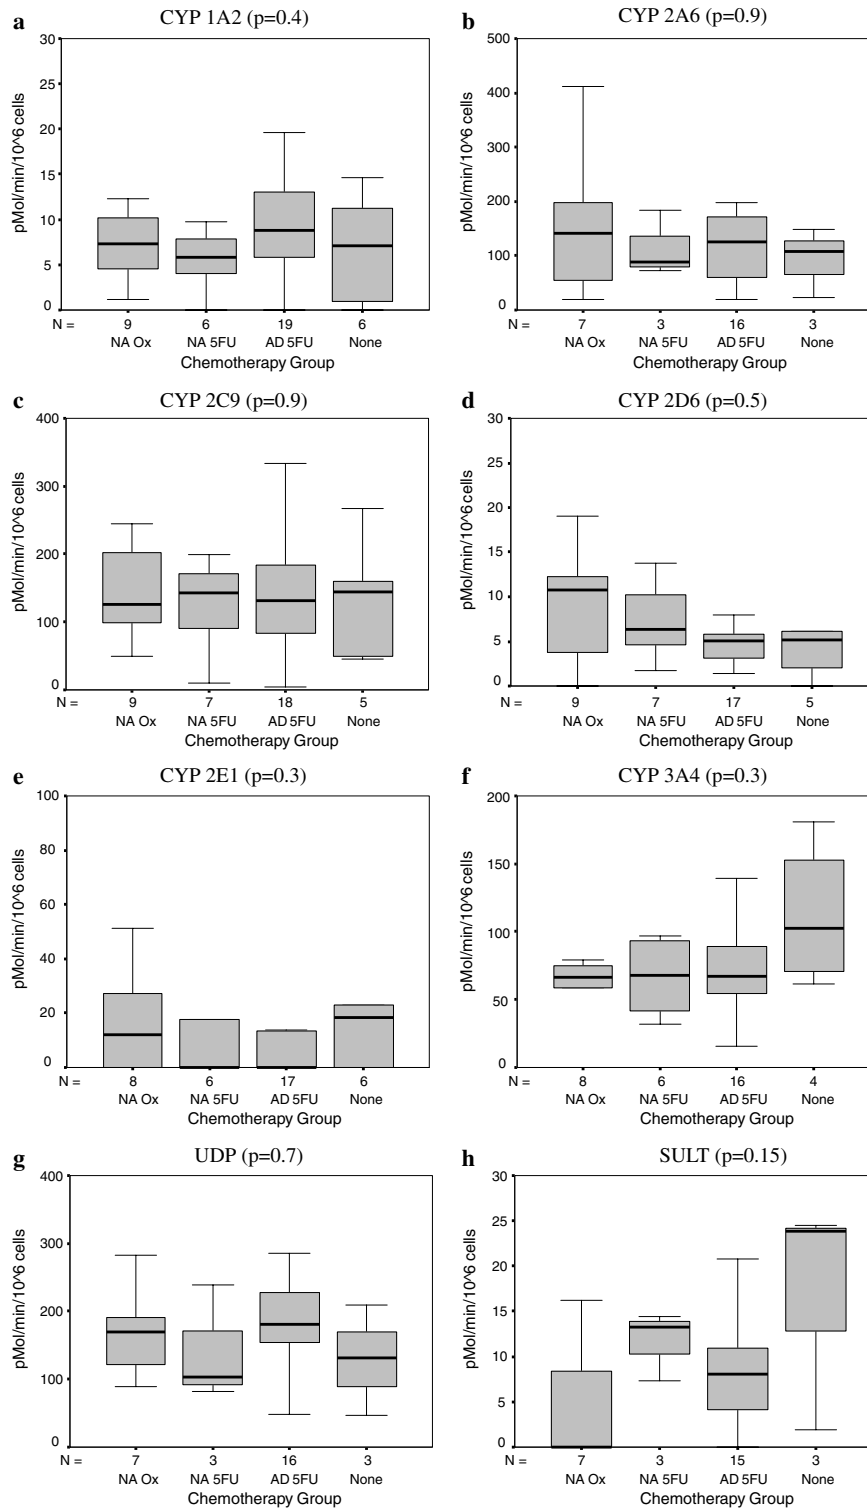 a CYP 1A2 (p=0.4)
pMol/min/10^6 cells
30
25
20
15
10
5
0
N = 9 6 19 6
NA Ox NA 5FU AD 5FU None
Chemotherapy Group
b CYP 2A6 (p=0.9)
pMol/min/10^6 cells
500
400
300
200
100
0
N = 7 3 16 3
NA Ox NA 5FU AD 5FU None
Chemotherapy Group
c CYP 2C9 (p=0.9)
pMol/min/10^6 cells
400
300
200
100
0
N = 9 7 18 5
NA Ox NA 5FU AD 5FU None
Chemotherapy Group
d CYP 2D6 (p=0.5)
pMol/min/10^6 cells
30
25
20
15
10
5
0
N = 9 7 17 5
NA Ox NA 5FU AD 5FU None
Chemotherapy Group
e CYP 2E1 (p=0.3)
pMol/min/10^6 cells
100
80
60
40
20
0
N = 8 6 17 6
NA Ox NA 5FU AD 5FU None
Chemotherapy Group
f CYP 3A4 (p=0.3)
pMol/min/10^6 cells
200
150
100
50
0
N = 8 6 16 4
NA Ox NA 5FU AD 5FU None
Chemotherapy Group
g UDP (p=0.7)
pMol/min/10^6 cells
400
300
200
100
0
N = 7 3 16 3
NA Ox NA 5FU AD 5FU None
Chemotherapy Group
h SULT (p=0.15)
pMol/min/10^6 cells
30
25
20
15
10
5
0
N = 7 3 15 3
NA Ox NA 5FU AD 5FU None
Chemotherapy Group